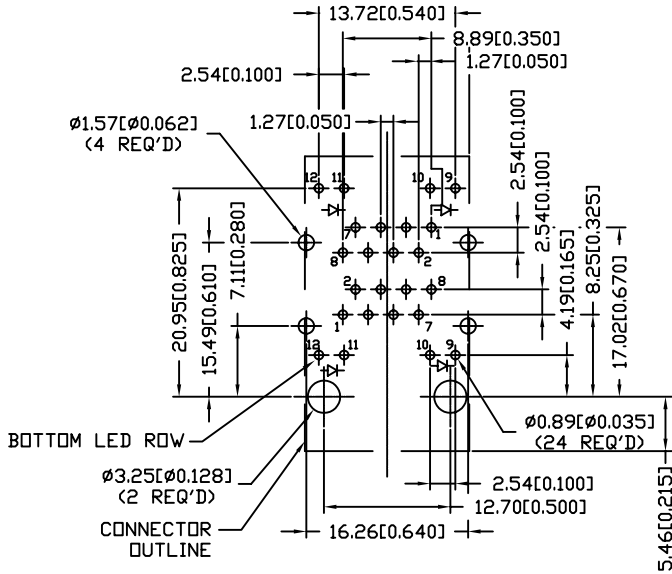 13.72[0.540]
8.89[0.350]
1.27[0.050]
2.54[0.100]
Ø1.57[Ø0.062]
(4 REQ'D)
1.27[0.050]
2.54[0.100]
2.54[0.100]
12 11 10 9
7 1
8 2
2 8
1 7
12 11 10 9
20.95[0.825]
15.49[0.610]
7.11[0.280]
4.19[0.165]
8.25[0.325]
17.02[0.670]
BOTTOM LED ROW
Ø0.89[Ø0.035]
(24 REQ'D)
Ø3.25[Ø0.128]
(2 REQ'D)
2.54[0.100]
12.70[0.500]
CONNECTOR
OUTLINE
16.26[0.640]
5.46[0.215]